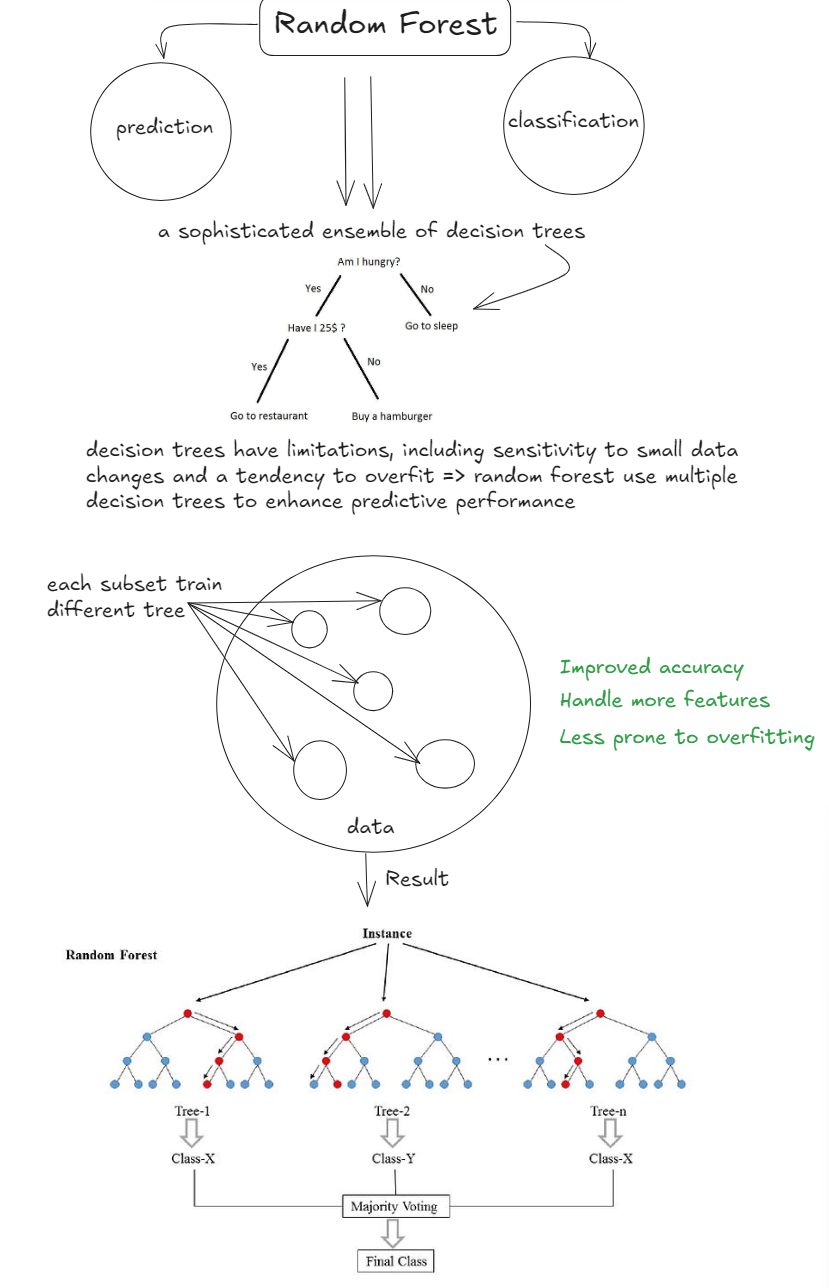 Random Forest
prediction
classification
a sophisticated ensemble of decision trees
Am I hungry?
Yes
No
Have I 25$ ?
Go to sleep
Yes
No
Go to restaurant
Buy a hamburger
decision trees have limitations, including sensitivity to small data
changes and a tendency to overfit => random forest use multiple
decision trees to enhance predictive performance
each subset train
different tree
Improved accuracy
Handle more features
Less prone to overfitting
data
Result
Instance
Random Forest
...
Tree-1
Tree-2
Tree-n
Class-X
Class-Y
Class-X
Majority Voting
Final Class